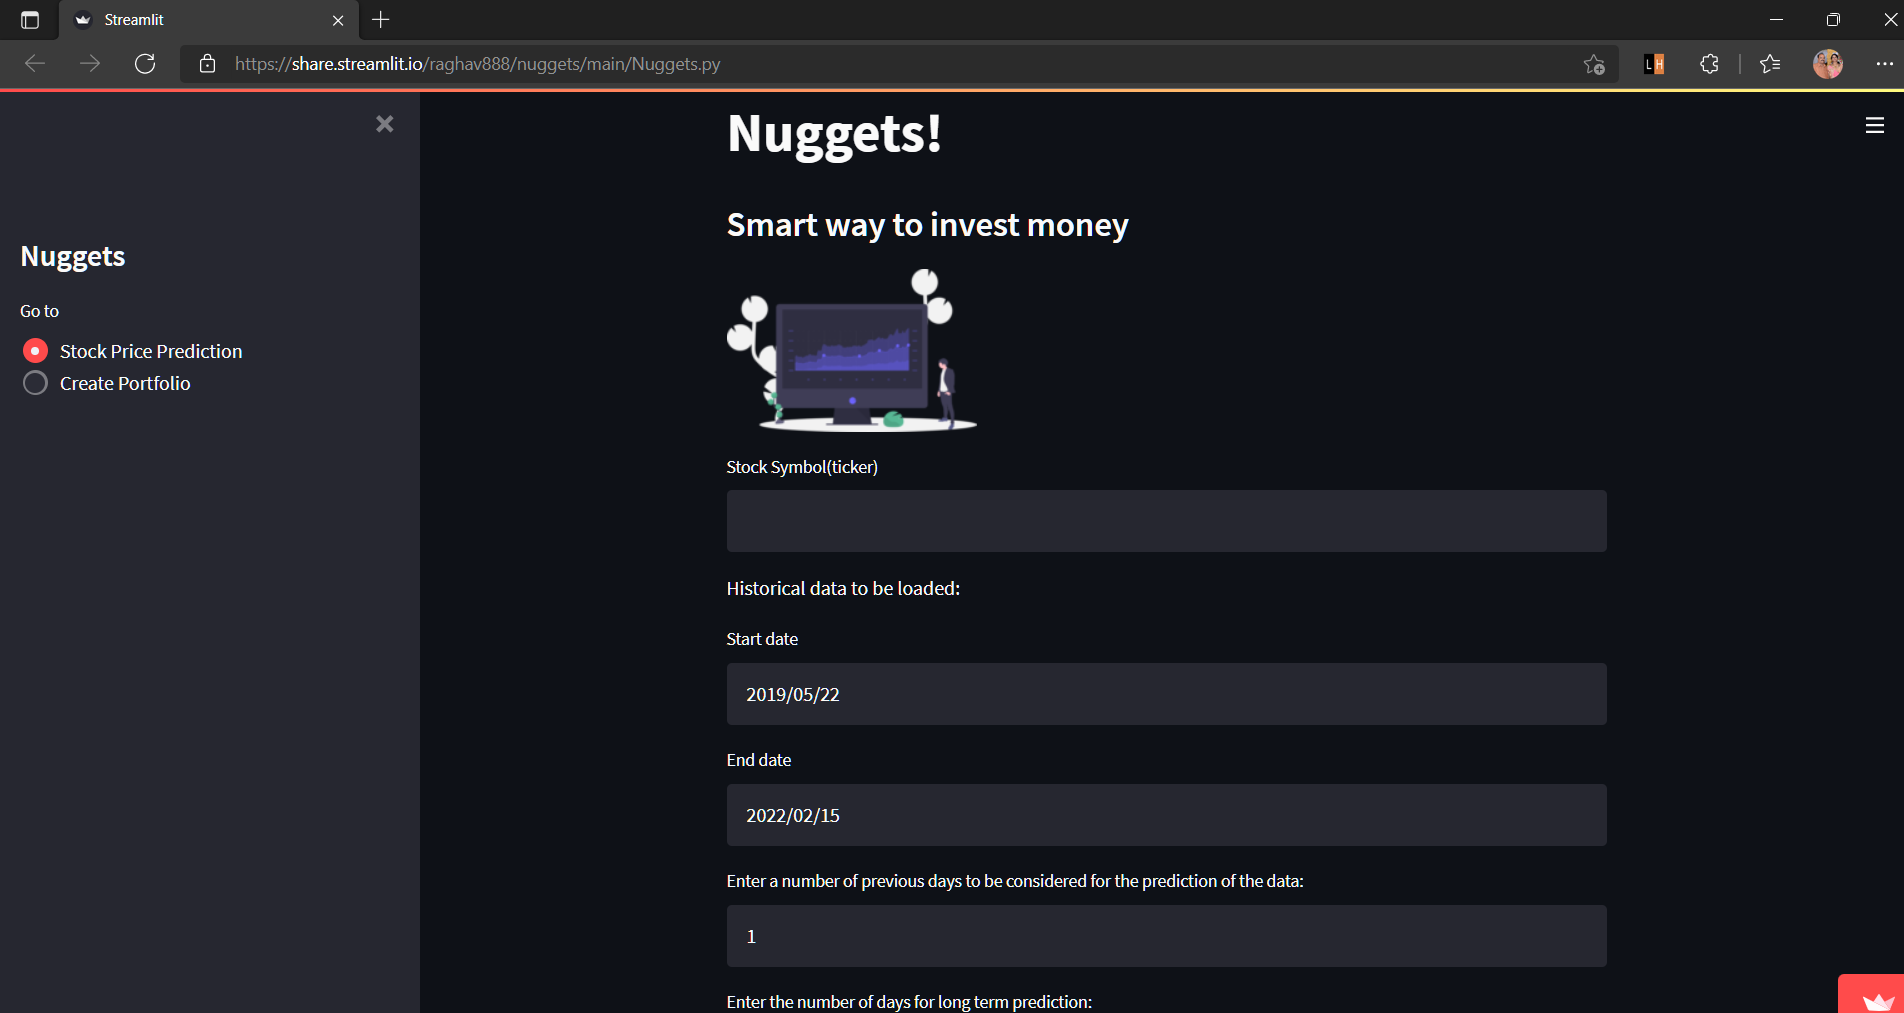 Streamlit
https://share.streamlit.io/raghav888/nuggets/main/Nuggets.py
L H
Nuggets
Go to
Stock Price Prediction
Create Portfolio
Nuggets!
Smart way to invest money
Stock Symbol(ticker)
Historical data to be loaded:
Start date
2019/05/22
End date
2022/02/15
Enter a number of previous days to be considered for the prediction of the data:
1
Enter the number of days for long term prediction: